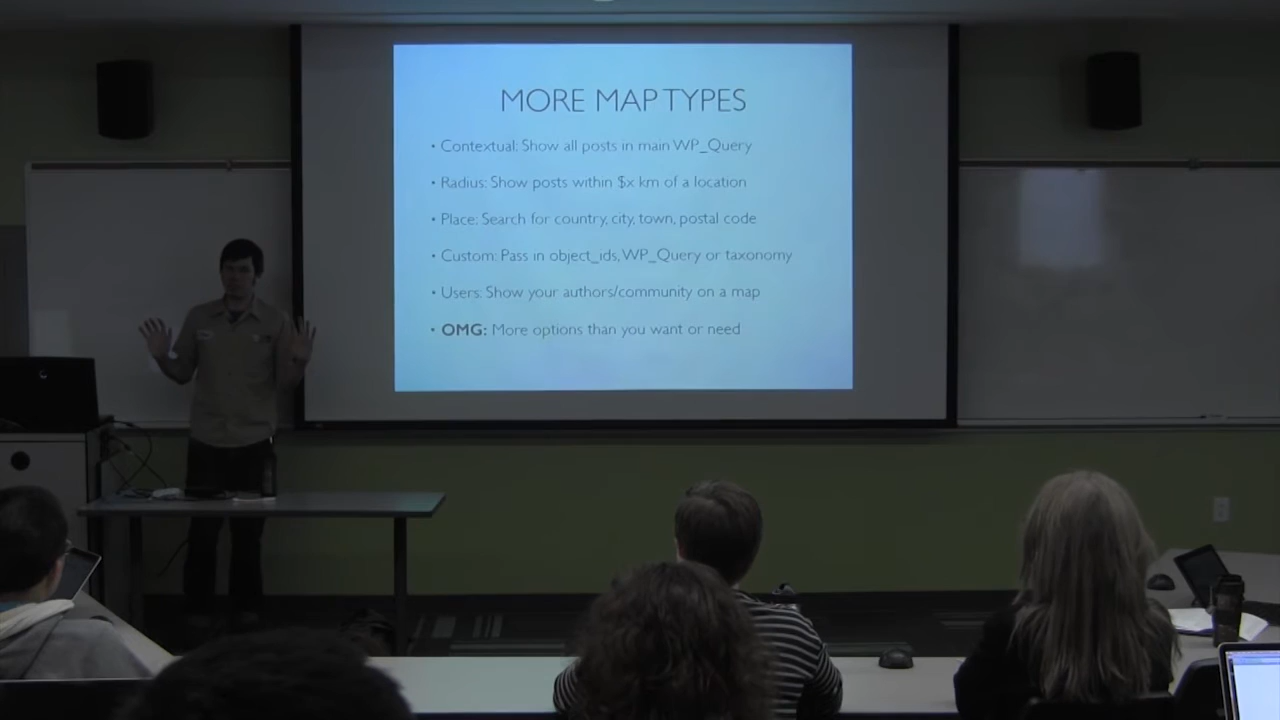 MORE MAP TYPES
• Contextual: Show all posts in main WP_Query
• Radius: Show posts within $x km of a location
• Place: Search for country, city, town, postal code
• Custom: Pass in object_ids, WP_Query or taxonomy
• Users: Show your authors/community on a map
• OMG: More options than you want or need